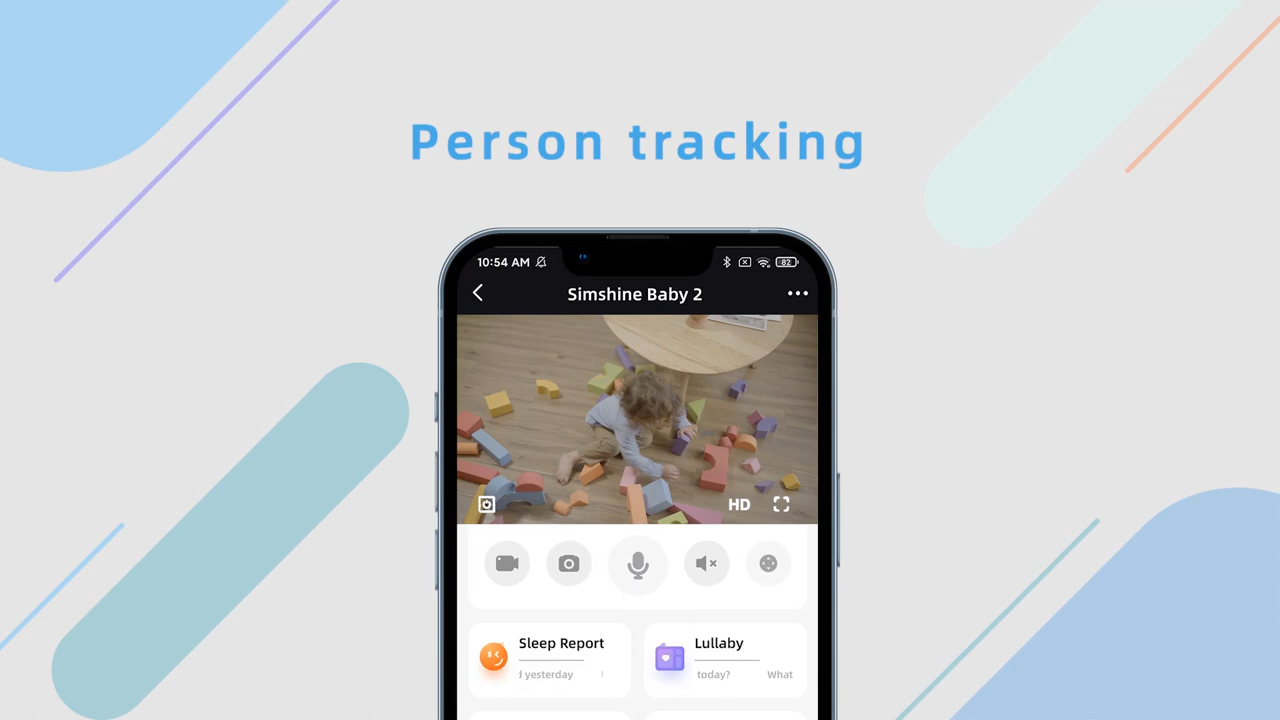 Person tracking
10:54 AM
82
Simshine Baby 2
HD
Sleep Report
Lullaby
yesterday
today?
What